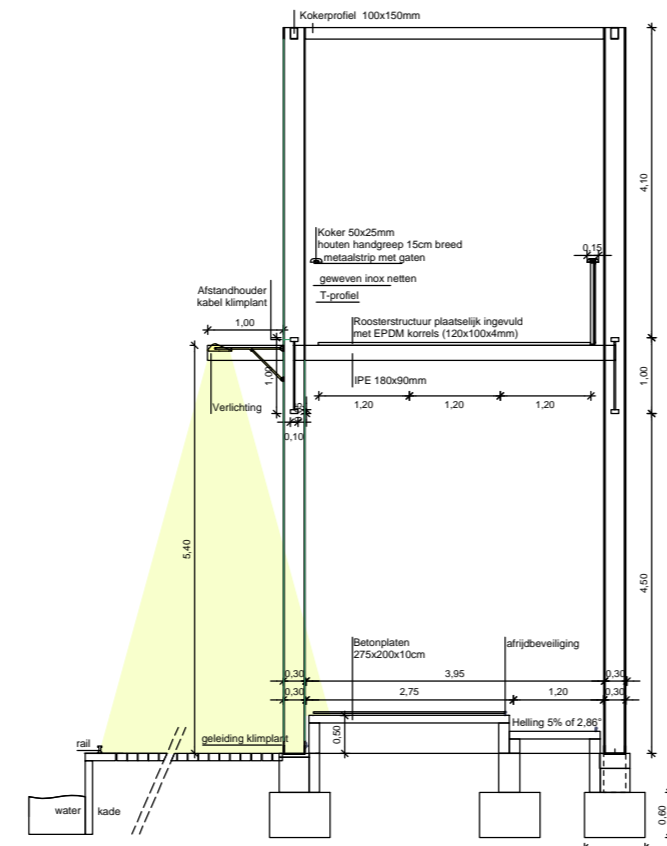 Kokerprofiel 100x150mm
4,10
Koker 50x25mm
houten handgreep 15cm breed
metaalstrip met gaten
0,15
geweven inox netten
T-profiel
Afstandhouder
kabel klimplant
1,00
Roosterstructuur plaatselijk ingevuld
met EPDM korrels (120x100x4mm)
1,00
1,00
IPE 180x90mm
Verlichting
1,20
1,20
1,20
0,10
5,40
4,50
Betonplaten
275x200x10cm
afrijdbeveiliging
0,30
3,95
0,30
0,30
2,75
1,20
0,30
Helling 5% of 2,86°
0,50
rail
geleiding klimplant
water
kade
0,60